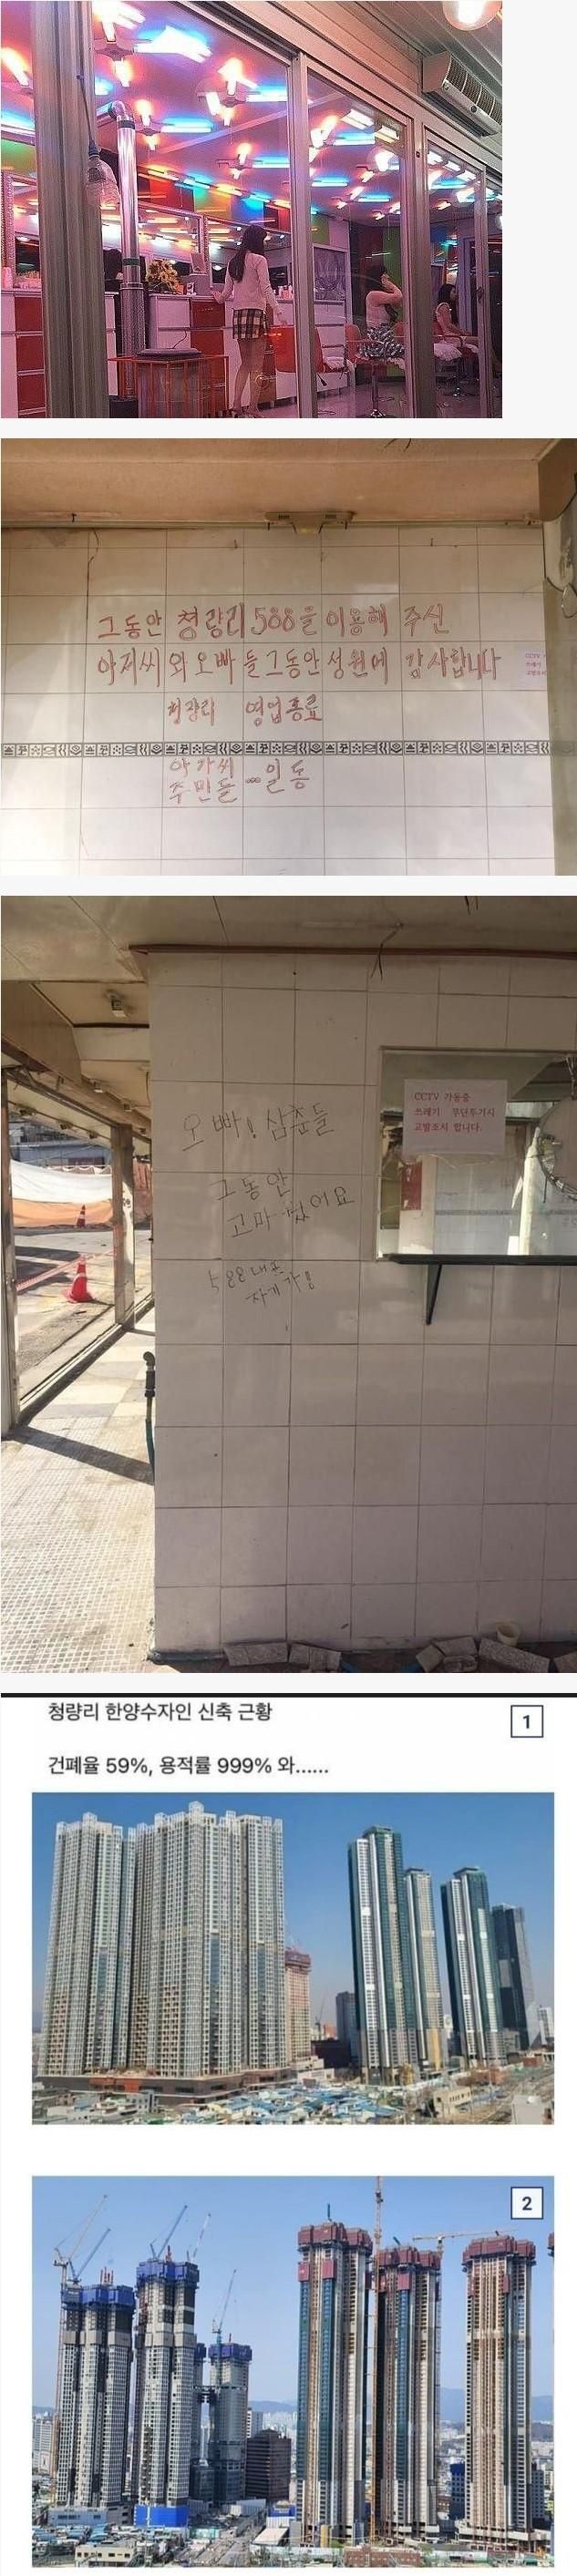 그동안 청량리 588을 이용해 주신
아저씨와 오빠들 그동안 성원에 감사합니다
청량리 영업종료
아가씨
주민들 … 일동
오빠! 삼춘들
그동안
고마웠어요
588
자기가!
CCTV 가동중
쓰레기 무단투기시
고발조치 합니다.
청량리 한양수자인 신축 근황
1
건폐율 59%, 용적률 999% 와......
2